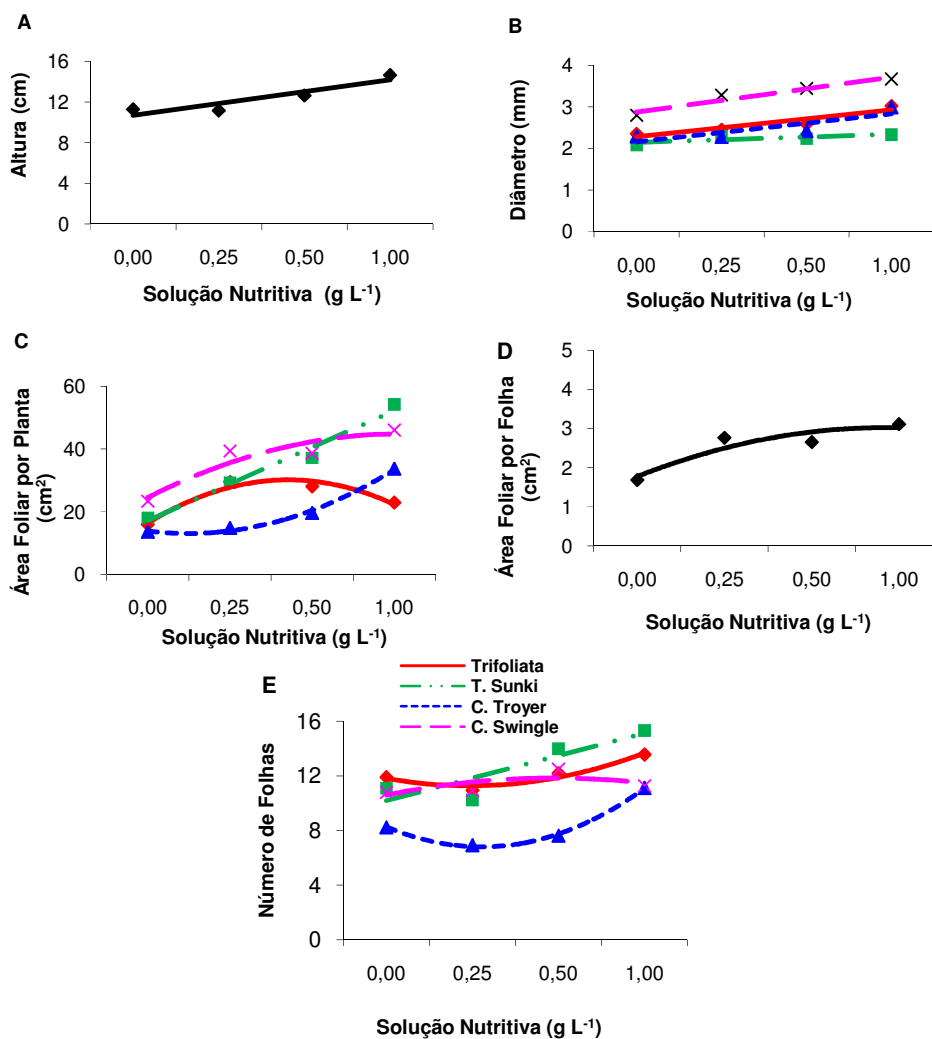 A
Altura (cm)
16
12
8
4
0
0,00 0,25 0,50 1,00
Solução Nutritiva (g L-1)
B
Diâmetro (mm)
4
3
2
1
0
0,00 0,25 0,50 1,00
Solução Nutritiva (g L-1)
C
Área Foliar por Planta
(cm2)
60
40
20
0
0,00 0,25 0,50 1,00
Solução Nutritiva (g L-1)
D
Área Foliar por Folha
(cm2)
5
4
3
2
1
0
0,00 0,25 0,50 1,00
Solução Nutritiva (g L-1)
E
Trifoliata
T. Sunki
C. Troyer
C. Swingle
Número de Folhas
16
12
8
4
0
0,00 0,25 0,50 1,00
Solução Nutritiva (g L-1)